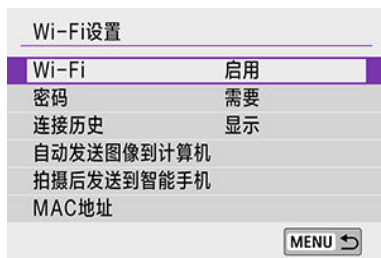 Wi-Fi设置
Wi-Fi 启用
密码 需要
连接历史 显示
自动发送图像到计算机
拍摄后发送到智能手机
MAC地址
MENU